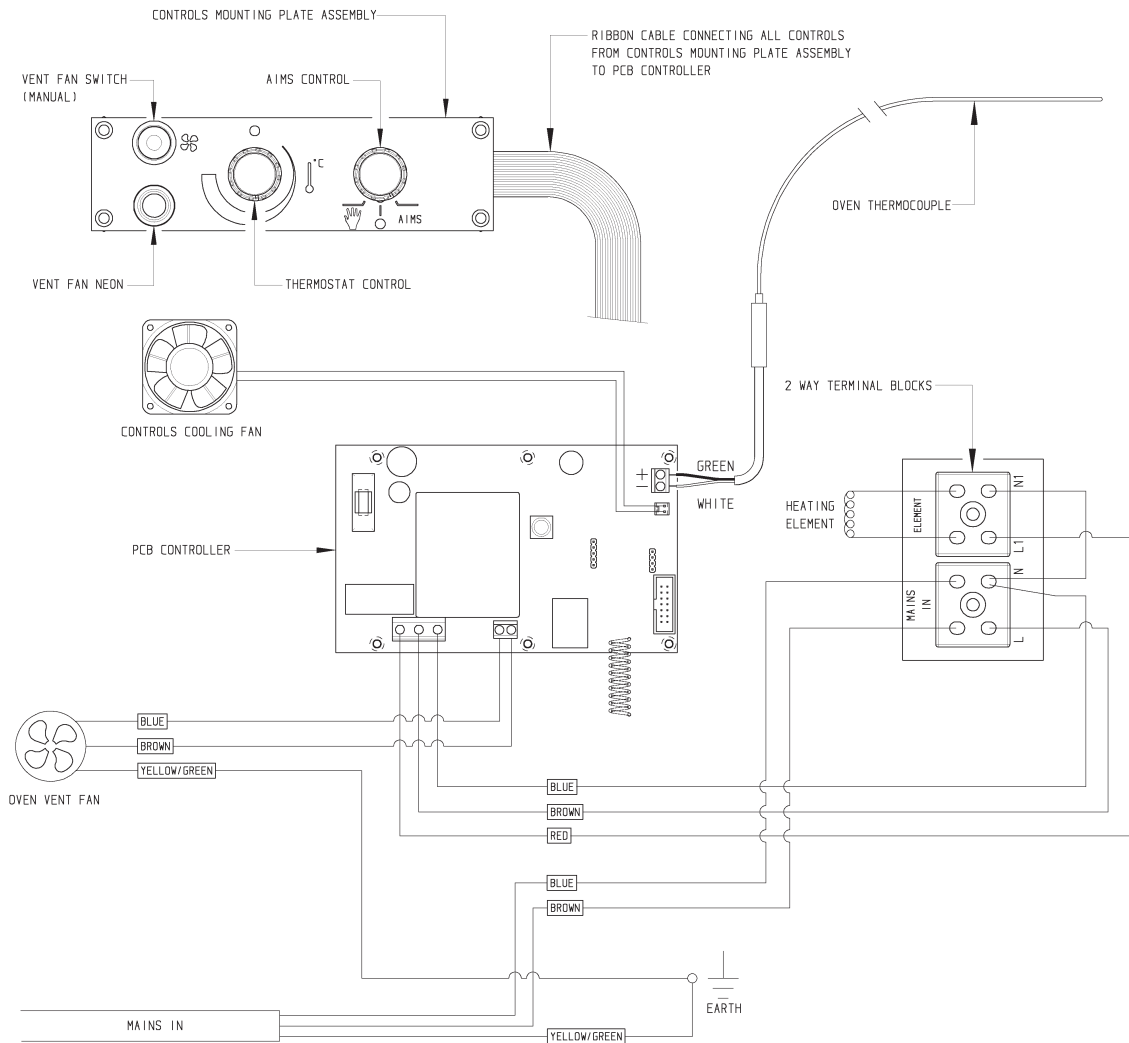 CONTROLS MOUNTING PLATE ASSEMBLY
RIBBON CABLE CONNECTING ALL CONTROLS
FROM CONTROLS MOUNTING PLATE ASSEMBLY
TO PCB CONTROLLER
VENT FAN SWITCH
(MANUAL)
AIMS CONTROL
°C
AIMS
OVEN THERMOCOUPLE
VENT FAN NEON
THERMOSTAT CONTROL
2 WAY TERMINAL BLOCKS
CONTROLS COOLING FAN
+
GREEN
−
WHITE
HEATING
ELEMENT
ELEMENT
N1
L1
PCB CONTROLLER
MAINS
IN
N
L
BLUE
BROWN
YELLOW/GREEN
OVEN VENT FAN
BLUE
BROWN
RED
BLUE
BROWN
EARTH
MAINS IN
YELLOW/GREEN